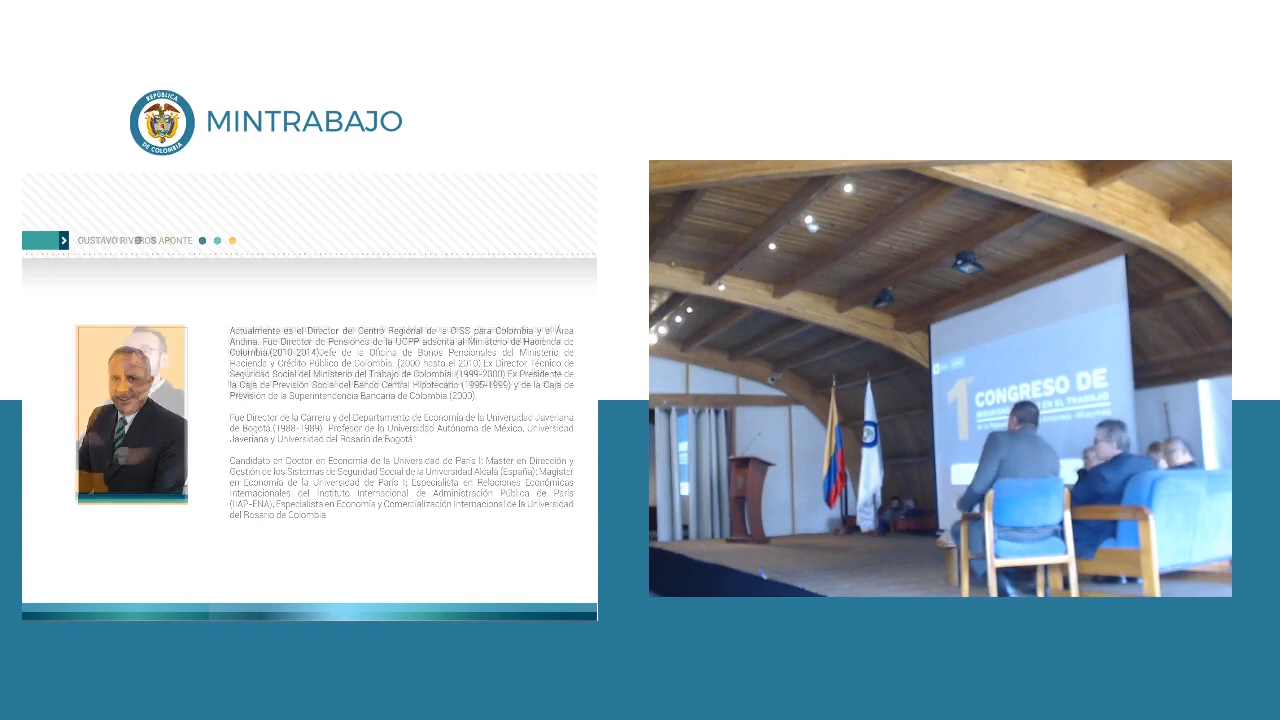 REPÚBLICA
DE COLOMBIA
MINTRABAJO
GUSTAVO RIVEROS APONTE
Actualmente es el Director del Centro Regional de la OISS para Colombia y el Área
Andina. Fue Director de Pensiones de la UGPP adscrita al Ministerio de Hacienda de
Colombia.(2010-2014)Jefe de la Oficina de Bonos Pensionales del Ministerio de
Hacienda y Crédito Público de Colombia. (2000 hasta el 2010) Ex Director Técnico de
Seguridad Social del Ministerio del Trabajo de Colombia (1999-2000) Ex Presidente de
la Caja de Previsión Social del Banco Central Hipotecario (1995-1999) y de la Caja de
Previsión de la Superintendencia Bancaria de Colombia (2000).
Fue Director de la Carrera y del Departamento de Economía de la Universidad Javeriana
de Bogotá. Prof. de la Universidad Autónoma de México, Universidad
Javeriana y Universidad del Rosario de Bogotá
Candidato en Doctor en Economía de la Universidad de Paris I; Master en Dirección y
Gestión de los Sistemas de Seguridad Social de la Universidad Alcalá (España); Magister
en Economía de la Universidad de París I; Especialista en Relaciones Económicas
Internacionales del Instituto Internacional de Administración Pública de París
(IIAP-ENA); Especialista en Economía y Comercialización Internacional de la Universidad
del Rosario de Colombia.
1 CONGRESO DE
EN EL TRABAJO